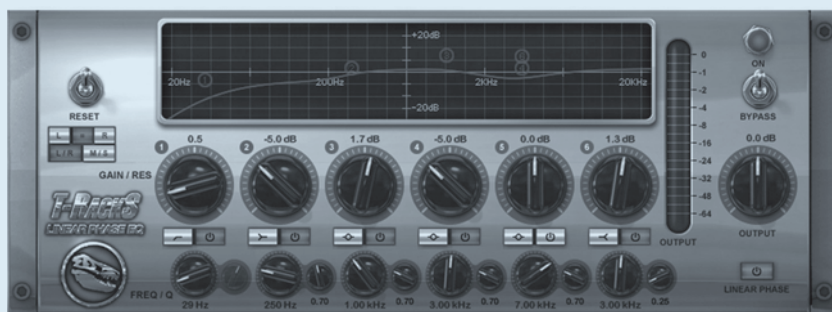 +20dB
20Hz 200Hz 2KHz 20KHz
-20dB
RESET
L = R
L/R M/S
GAIN / RES
1 0.5
2 -5.0 dB
3 1.7 dB
4 -5.0 dB
5 0.0 dB
6 1.3 dB
T-RACKS
LINEAR PHASE EQ
FREQ / Q
29 Hz
250 Hz 0.70
1.00 kHz 0.70
3.00 kHz 0.70
7.00 kHz 0.70
3.00 kHz 0.25
0
-1
-2
-4
-8
-16
-24
-32
-48
-64
OUTPUT
ON
BYPASS
0.0 dB
OUTPUT
LINEAR PHASE